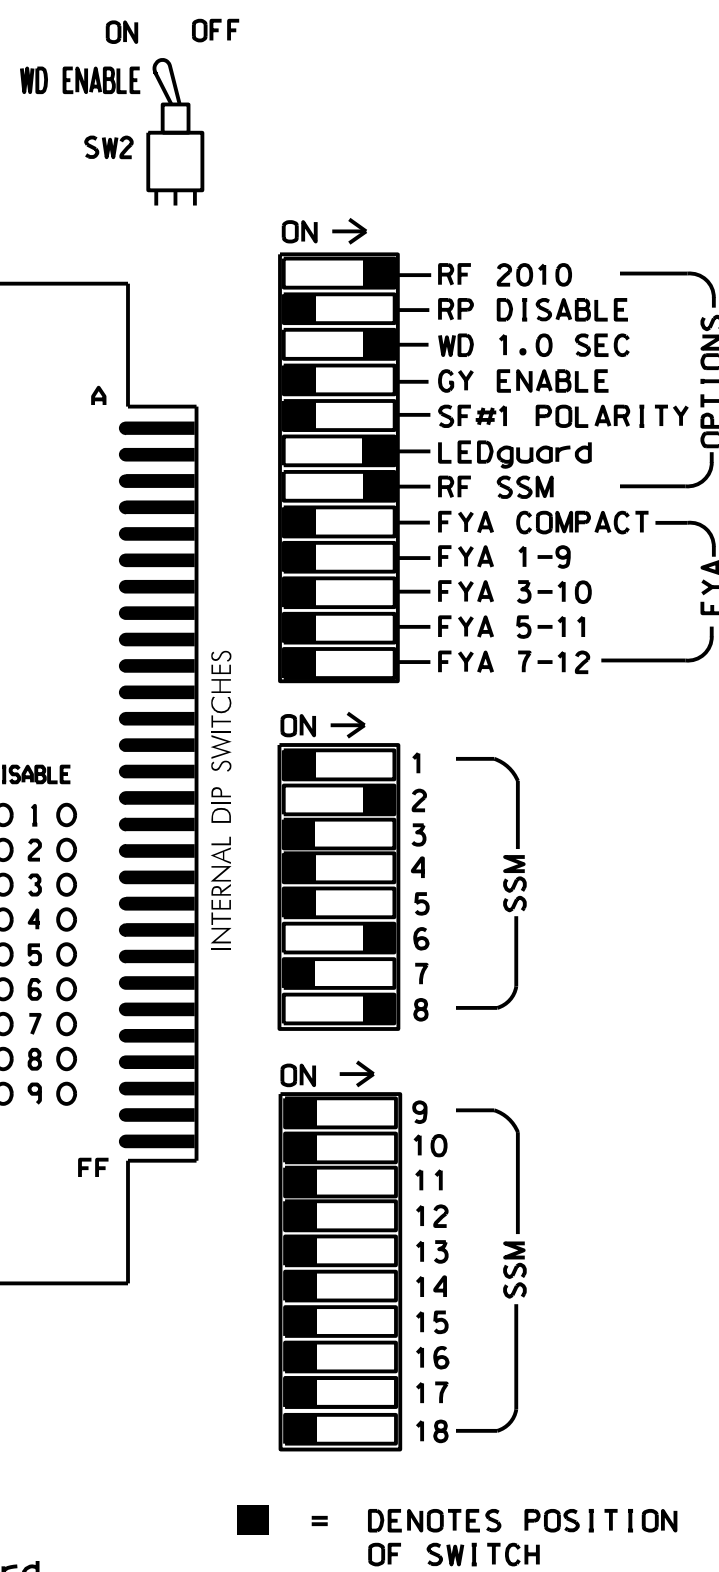 ON OFF
WD ENABLE
SW2
ON
RF 2010
RP DISABLE
WD 1.0 SEC
GY ENABLE
SF#1 POLARITY
LEDguard
RF SSM
OPTIONS
FYA COMPACT
FYA 1-9
FYA 3-10
FYA 5-11
FYA 7-12
FYA
A
FF
INTERNAL DIP SWITCHES
ISABLE
1
2
3
4
5
6
7
8
9
ON
1
2
3
4
5
6
7
8
SSM
ON
9
10
11
12
13
14
15
16
17
18
SSM
= DENOTES POSITION
OF SWITCH